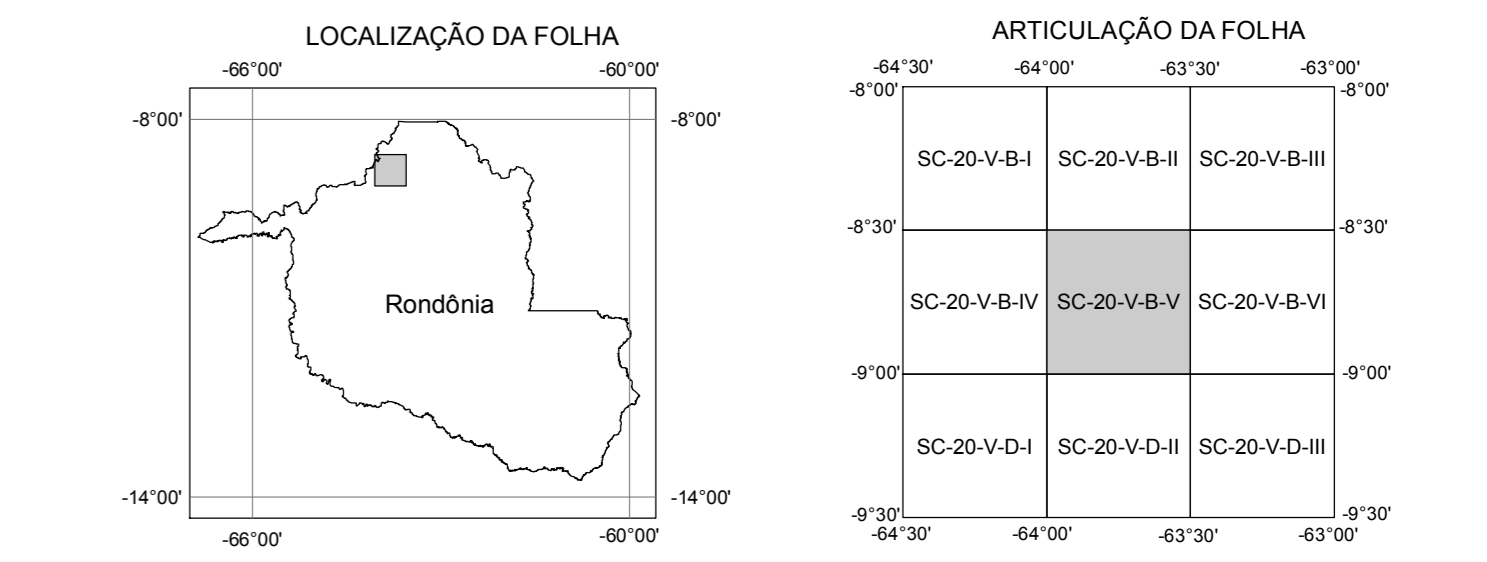 LOCALIZAÇÃO DA FOLHA
-66°00' -60°00'
-8°00' -8°00'
Rondônia
-14°00' -14°00'
-66°00' -60°00'
ARTICULAÇÃO DA FOLHA
-64°30' -64°00' -63°30' -63°00'
-8°00' -8°00'
SC-20-V-B-I SC-20-V-B-II SC-20-V-B-III
-8°30' -8°30'
SC-20-V-B-IV SC-20-V-B-V SC-20-V-B-VI
-9°00' -9°00'
SC-20-V-D-I SC-20-V-D-II SC-20-V-D-III
-9°30' -9°30'
-64°30' -64°00' -63°30' -63°00'